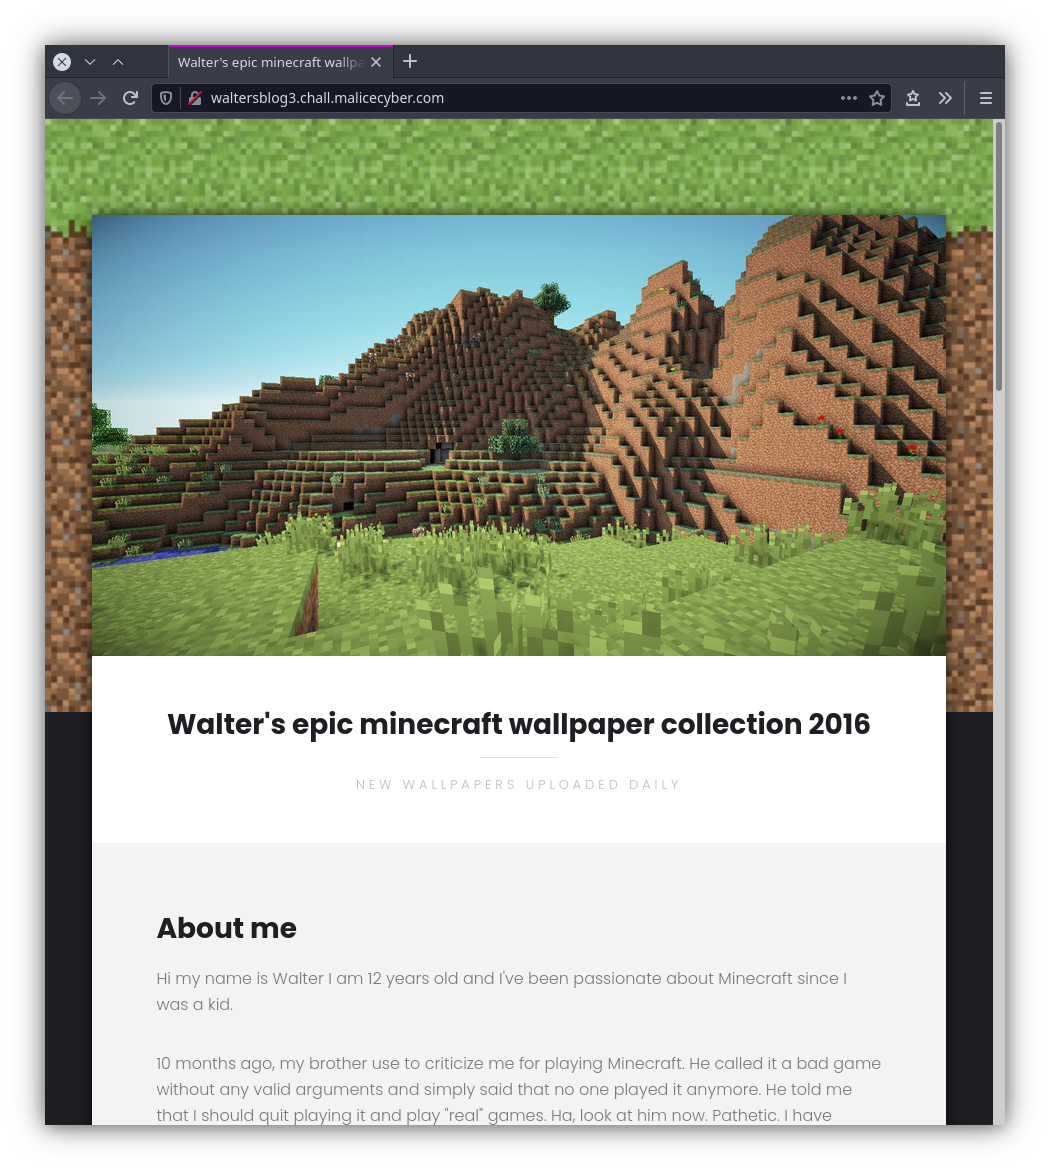 Walter's epic minecraft wallpa
waltersblog3.chall.malicecyber.com
Walter's epic minecraft wallpaper collection 2016
NEW WALLPAPERS UPLOADED DAILY
About me
Hi my name is Walter I am 12 years old and I've been passionate about Minecraft since I
was a kid.
10 months ago, my brother use to criticize me for playing Minecraft. He called it a bad game
without any valid arguments and simply said that no one played it anymore. He told me
that I should quit playing it and play "real" games. Ha, look at him now. Pathetic. I have